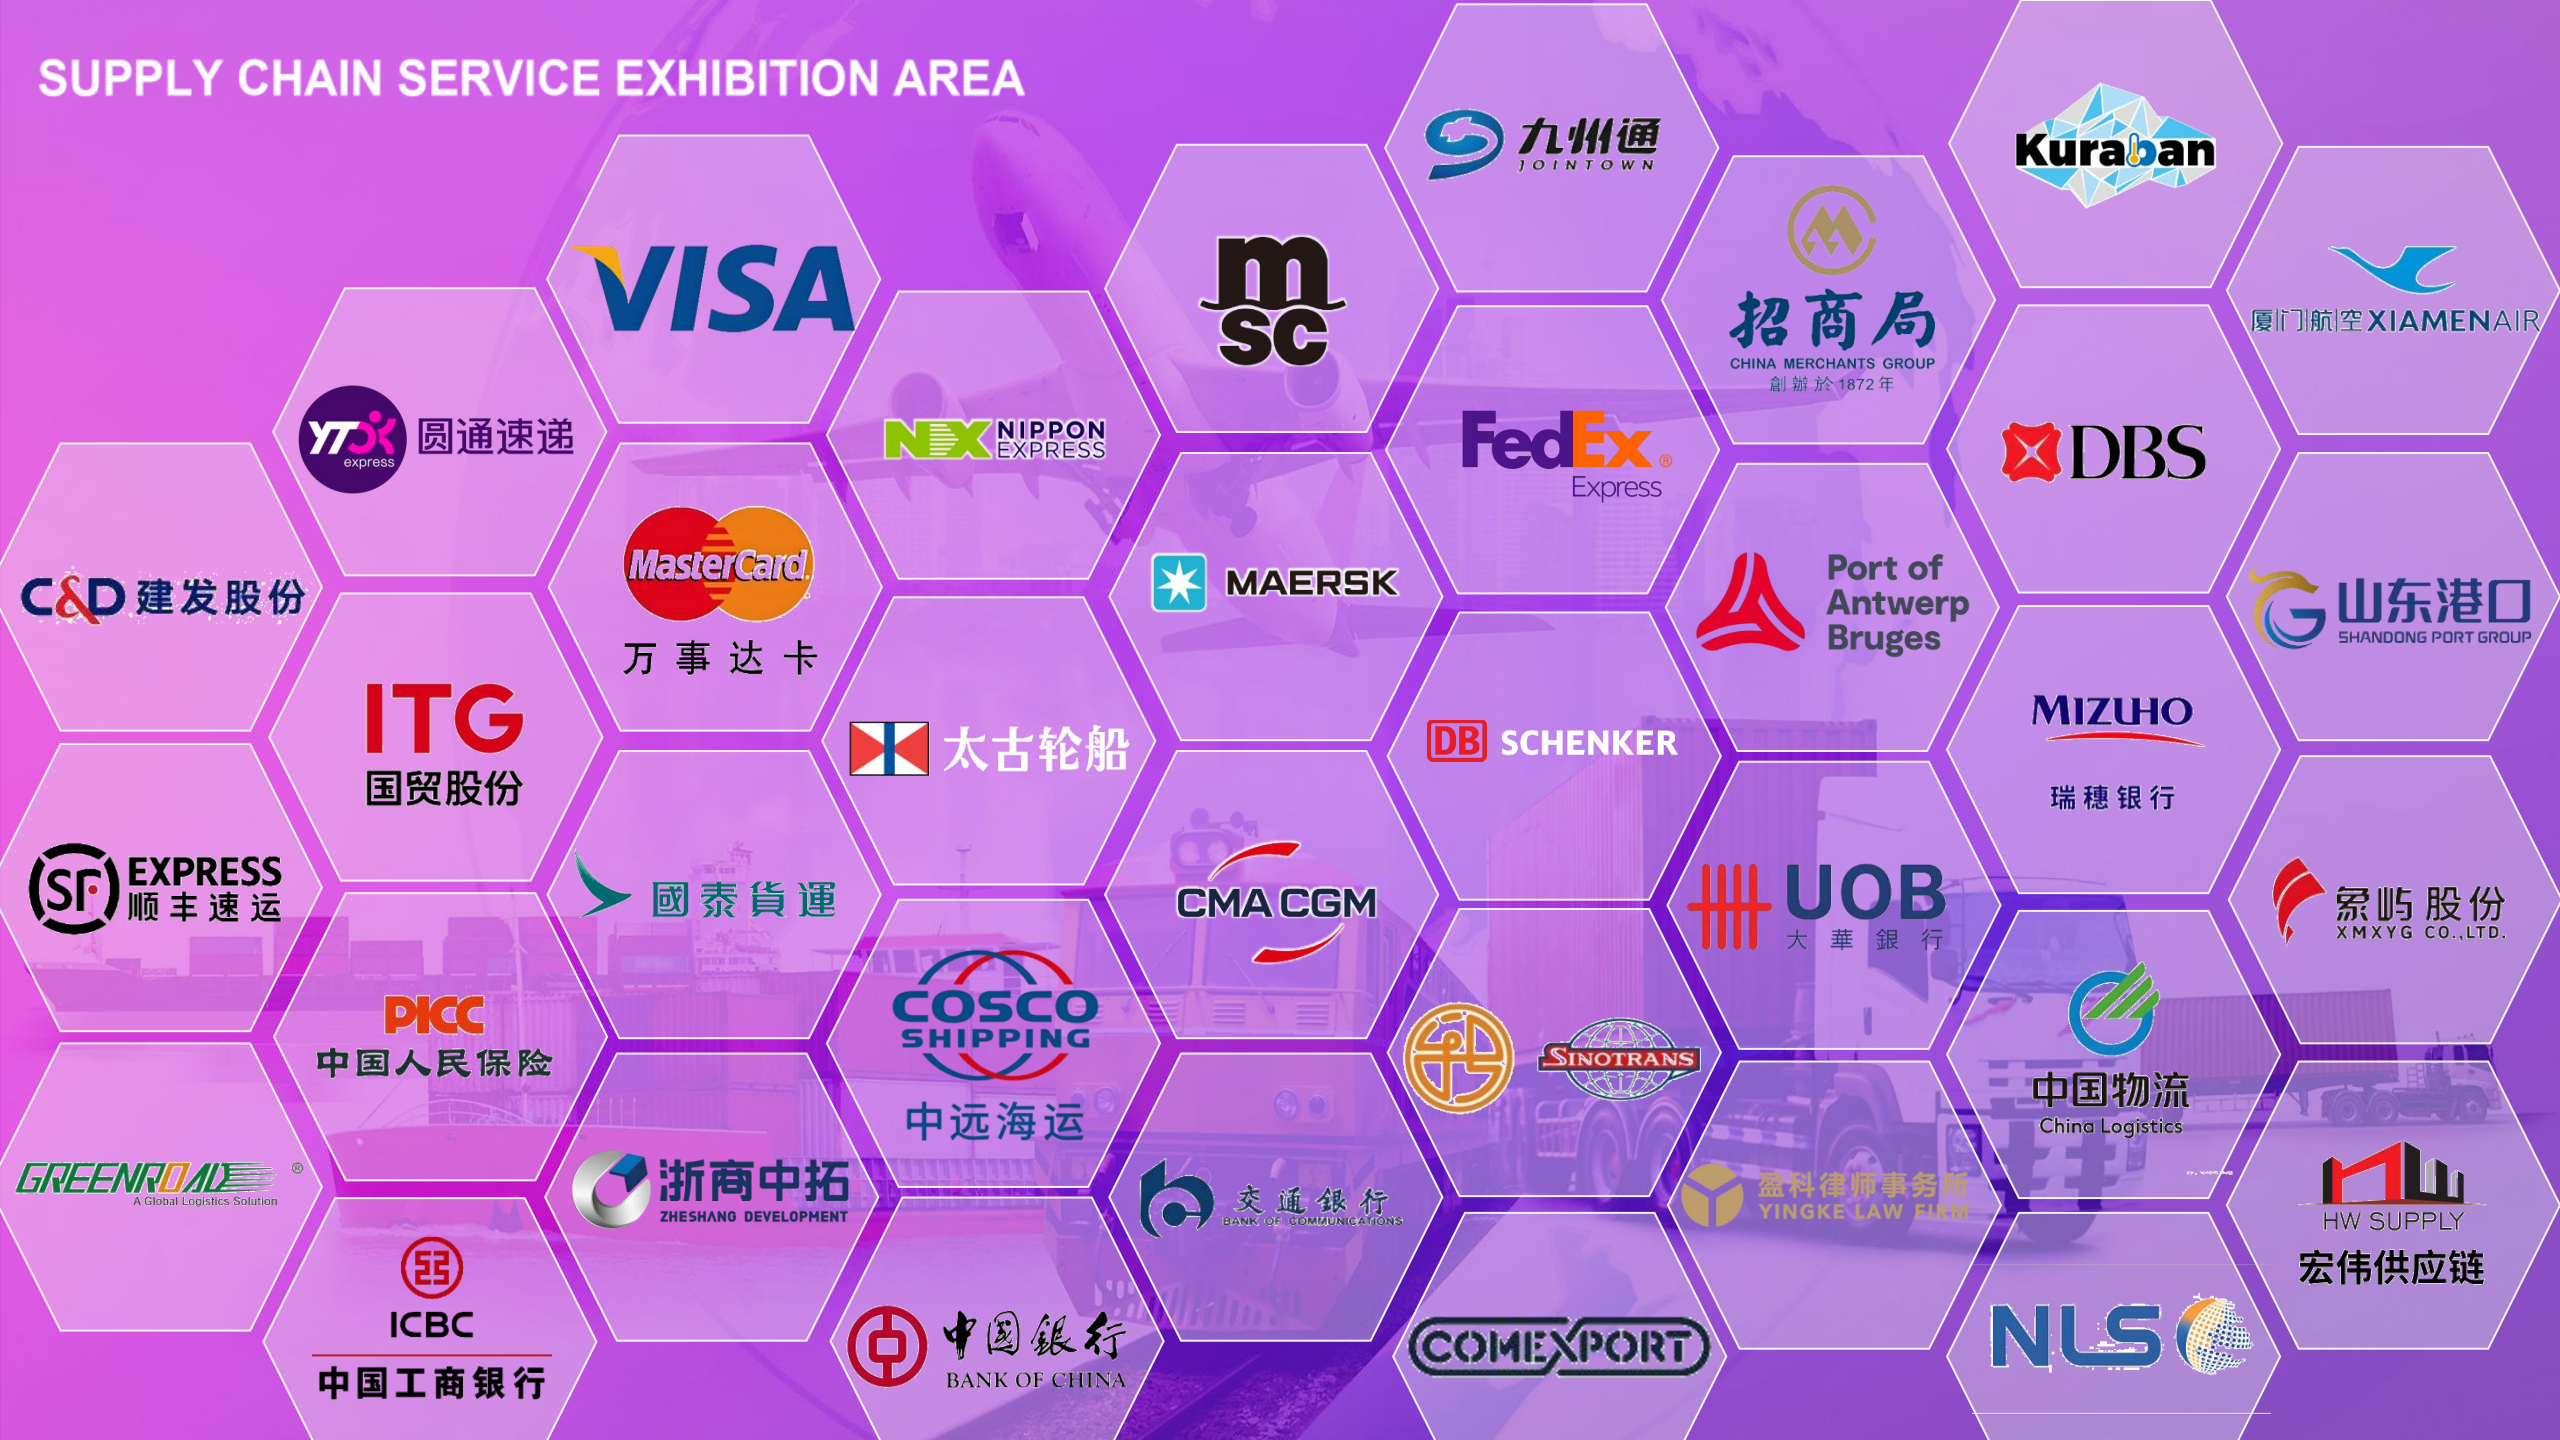 SUPPLY CHAIN SERVICE EXHIBITION AREA
九州通
JOINTOWN
Kuraban
招商局
CHINA MERCHANTS GROUP
創辦於1872年
厦门航空 XIAMENAIR
VISA
msc
圆通速递
YTO
express
NX NIPPON
EXPRESS
FedEx®
Express
DBS
MasterCard
万事达卡
C&D 建发股份
MAERSK
Port of
Antwerp
Bruges
山东港口
SHANDONG PORT GROUP
ITG
国贸股份
太古轮船
DB SCHENKER
MIZUHO
瑞穗银行
SF EXPRESS
顺丰速运
國泰貨運
CMA CGM
UOB
大華銀行
象屿股份
XMXYG CO.,LTD.
PICC
中国人民保险
COSCO
SHIPPING
中远海运
SINOTRANS
中国物流
China Logistics
GREENROAD®
A Global Logistics Solution
浙商中拓
ZHESHANG DEVELOPMENT
交通銀行
BANK OF COMMUNICATIONS
盈科律师事务所
YINGKE LAW FIRM
HW SUPPLY
宏伟供应链
ICBC
中国工商银行
中国銀行
BANK OF CHINA
COMEXPORT
NLS